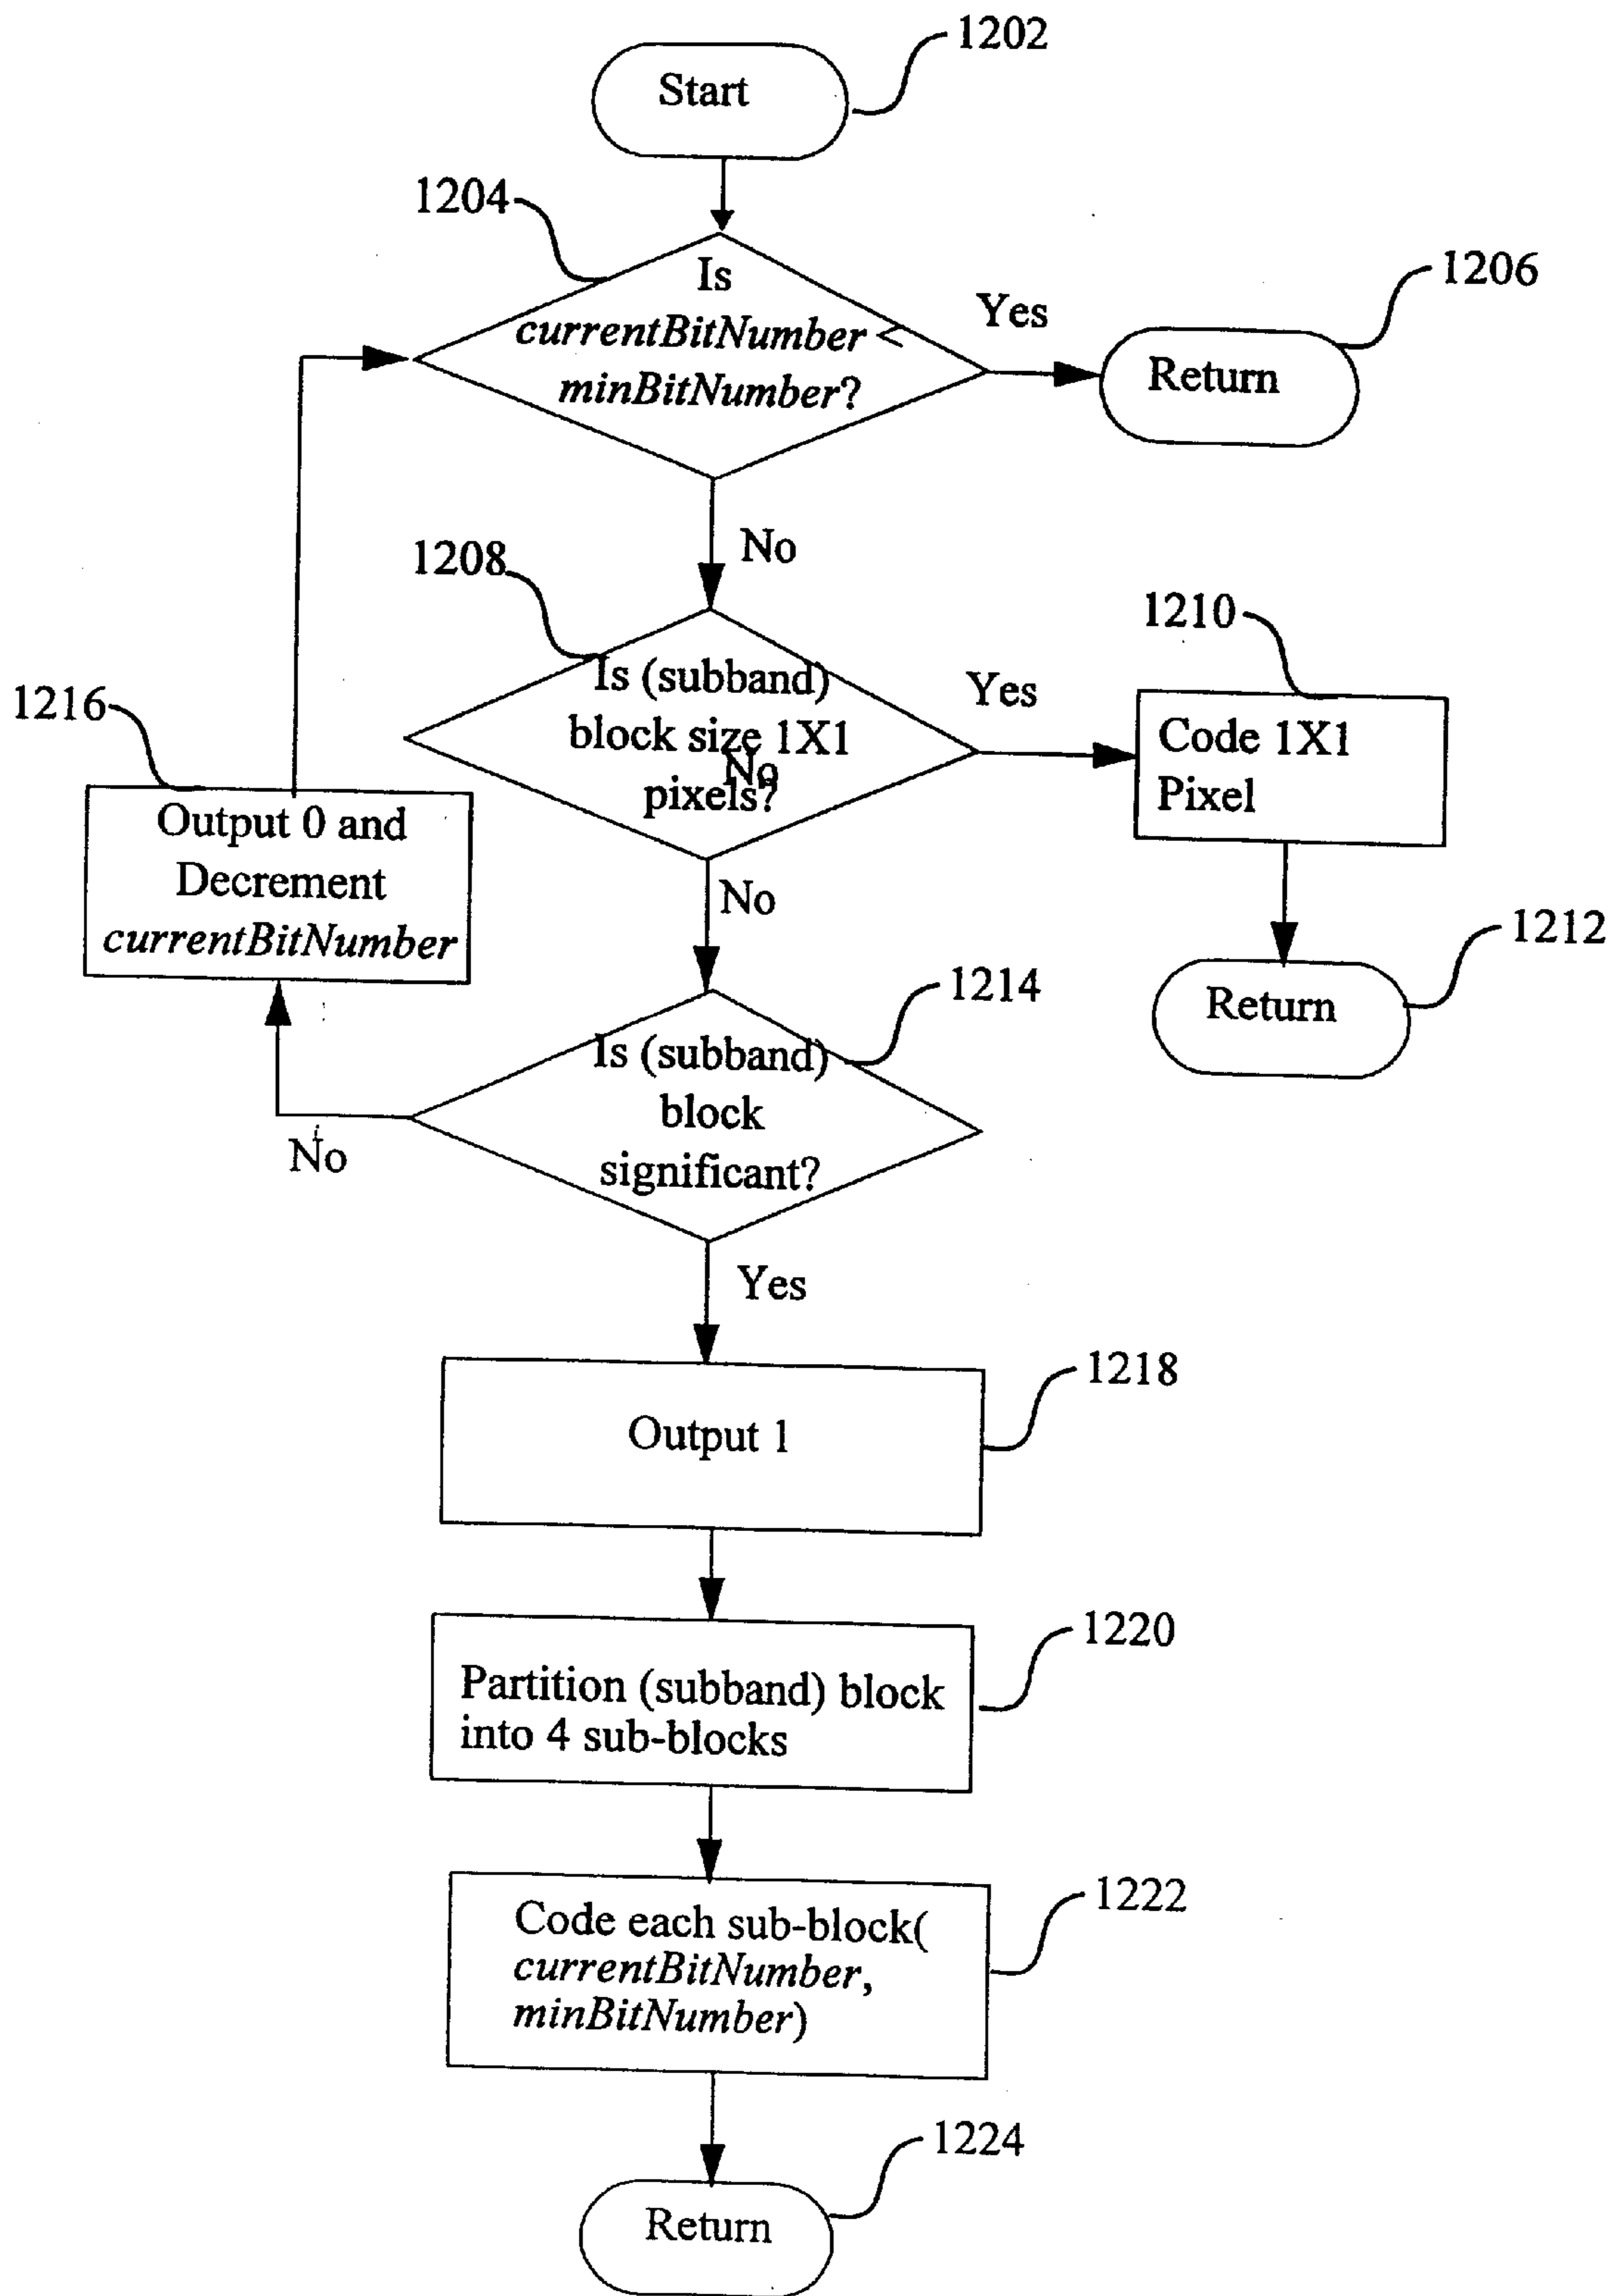 1202
Start
1204
Is
currentBitNumber <
minBitNumber?
Yes
1206
Return
No
1208
Is (subband)
block size 1X1
No
pixels?
Yes
1210
Code 1X1
Pixel
1216
Output 0 and
Decrement
currentBitNumber
No
1212
Return
1214
Is (subband)
block
significant?
No
Yes
1218
Output 1
1220
Partition (subband) block
into 4 sub-blocks
1222
Code each sub-block(
currentBitNumber,
minBitNumber)
1224
Return